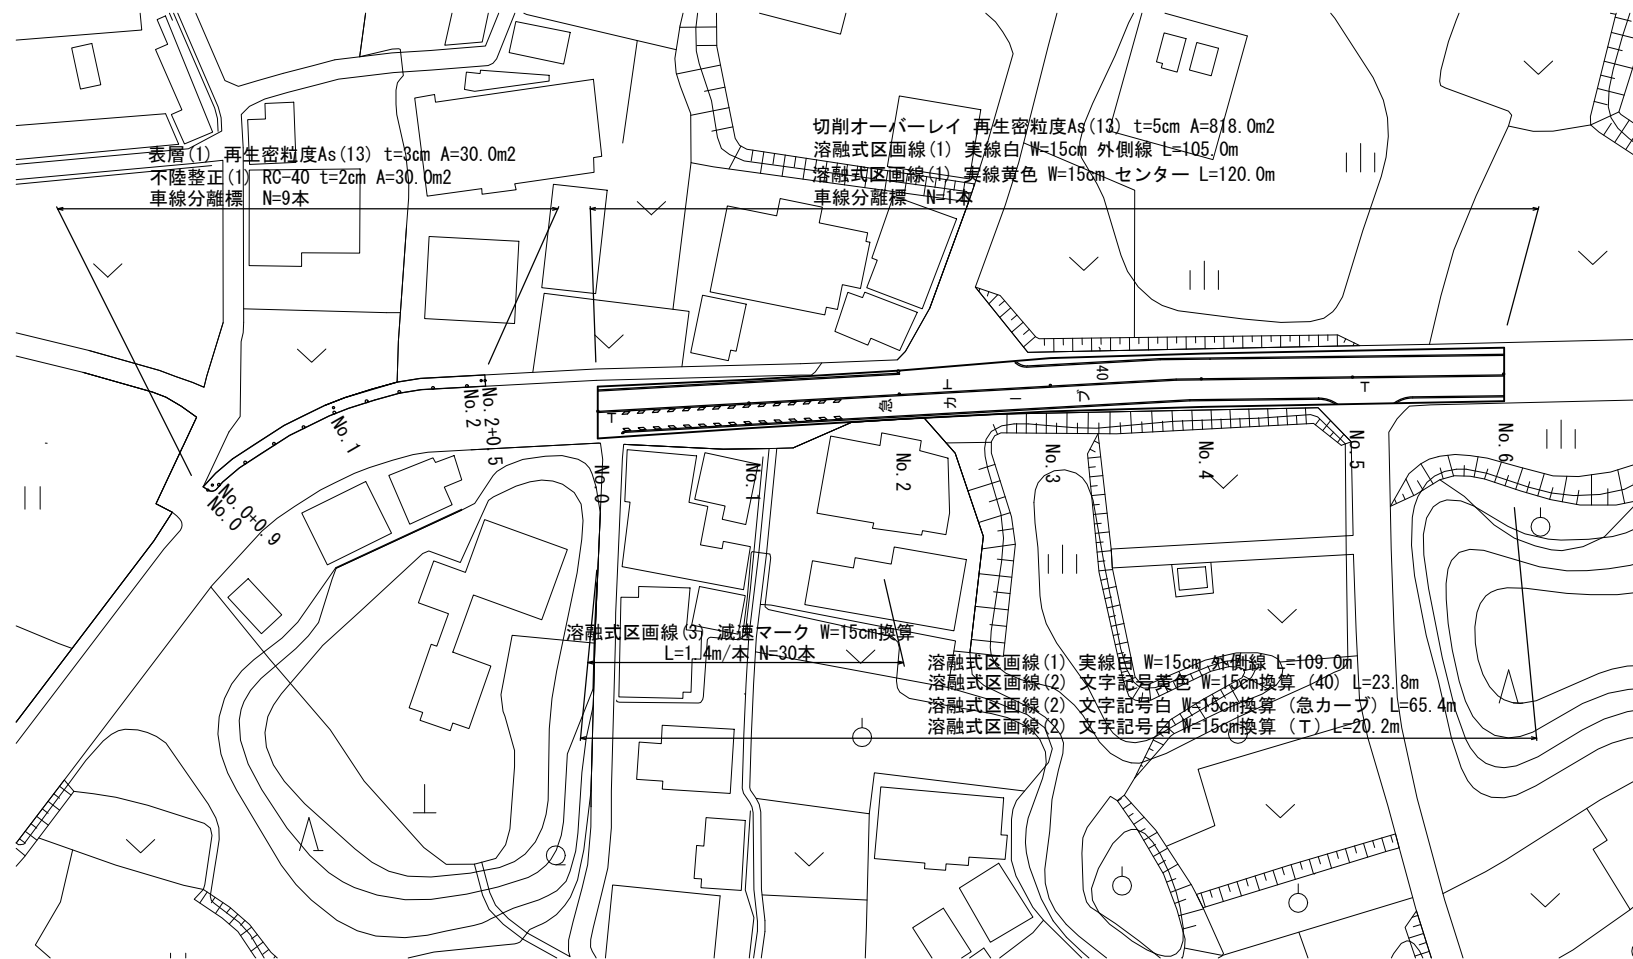 表層(1) 再生密粒度As(13) t=3cm A=30.0m2
不陸整正(1) RC-40 t=2cm A=30.0m2
車線分離標 N=9本
切削オーバーレイ 再生密粒度As(13) t=5cm A=818.0m2
溶融式区画線(1) 実線白 W=15cm 外側線 L=105.0m
溶融式区画線(1) 実線黄色 W=15cm センター L=120.0m
車線分離標 N=1本
No.0
No.0+0.9
No.1
No.2
No.2+0.5
T
急
カ
ー
ブ
T
40
T
No.0
No.1
No.2
No.3
No.4
No.5
No.6
溶融式区画線(3) 減速マーク W=15cm換算
L=1.4m/本 N=30本
溶融式区画線(1) 実線白 W=15cm 外側線 L=109.0m
溶融式区画線(2) 文字記号黄色 W=15cm換算 (40) L=23.8m
溶融式区画線(2) 文字記号白 W=15cm換算 (急カーブ) L=65.4m
溶融式区画線(2) 文字記号白 W=15cm換算 (T) L=20.2m